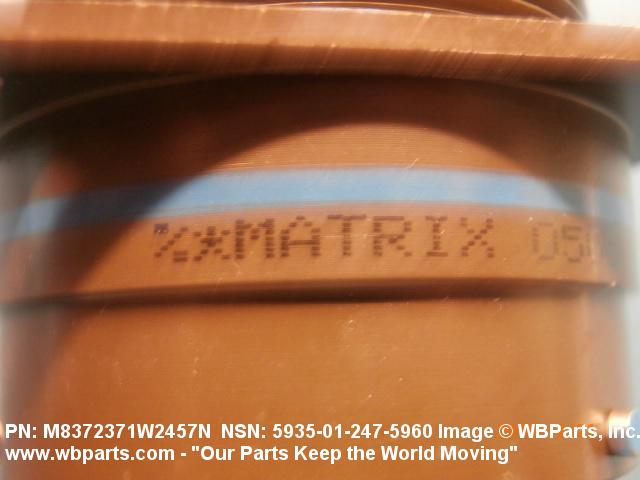 MATRIX
PN: M8372371W2457N NSN: 5935-01-247-5960 Image © WBParts, Inc.
www.wbparts.com - "Our Parts Keep the World Moving"